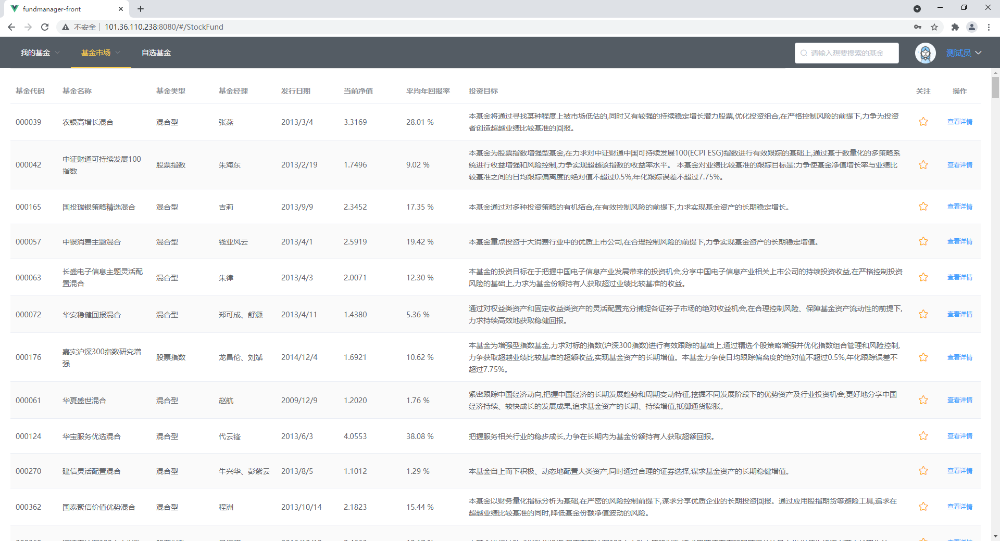 fundmanager-front
不安全 101.36.110.238:8080/#/StockFund
我的基金 基金市场 自选基金 请输入想要搜索的基金 测试员
基金代码 基金名称 基金类型 基金经理 发行日期 当前净值 平均年回报率 投资目标 关注 操作
000039 农银高增长混合 混合型 张燕 2013/3/4 3.3169 28.01 % 本基金将通过寻找某种程度上被市场低估的,同时又有较强的持续稳定增长潜力股票,优化投资组合,在严格控制风险的前提下,力争为投资
者创造超越业绩比较基准的回报。 查看详情
000042 中证财通可持续发展100
指数 股票指数 朱海东 2013/2/19 1.7496 9.02 % 本基金为股票指数增强型基金,在力求对中证财通中国可持续发展100(ECPI ESG)指数进行有效跟踪的基础上,通过基于数量化的多策略系
统进行收益增强和风险控制,力争实现超越该指数的收益率水平。 本基金对业绩比较基准的跟踪目标是:力争使基金净值增长率与业绩比
较基准之间的日均跟踪偏离度的绝对值不超过0.5%,年化跟踪误差不超过7.75%。 查看详情
000165 国投瑞银策略精选混合 混合型 吉莉 2013/9/9 2.3452 17.35 % 本基金通过对多种投资策略的有机结合,在有效控制风险的前提下,力求实现基金资产的长期稳定增长。 查看详情
000057 中银消费主题混合 混合型 钱亚风云 2013/4/1 2.5919 19.42 % 本基金重点投资于大消费行业中的优质上市公司,在合理控制风险的前提下,力争实现基金资产的长期稳定增值。 查看详情
000063 长盛电子信息主题灵活配
置混合 混合型 朱律 2013/4/3 2.0071 12.30 % 本基金的投资目标在于把握中国电子信息产业发展带来的投资机会,分享中国电子信息产业相关上市公司的持续投资收益,在严格控制投资
风险的基础上,力求为基金份额持有人获取超过业绩比较基准的收益。 查看详情
000072 华安稳健回报混合 混合型 郑可成、舒灏 2013/4/11 1.4380 5.36 % 通过对权益类资产和固定收益类资产的灵活配置充分捕捉各证券子市场的绝对收益机会,在合理控制风险、保障基金资产流动性的前提下,
力求持续高效地获取稳健回报。 查看详情
000176 嘉实沪深300指数研究增
强 股票指数 龙昌伦、刘斌 2014/12/4 1.6921 10.62 % 本基金为增强型指数基金,力求对标的指数(沪深300指数)进行有效跟踪的基础上,通过精选个股策略增强并优化指数组合管理和风险控制,
力争获取超越业绩比较基准的超额收益,实现基金资产的长期增值。本基金力争使日均跟踪偏离度的绝对值不超过0.5%,年化跟踪误差不
超过7.75%。 查看详情
000061 华夏盛世混合 混合型 赵航 2009/12/9 1.2020 1.76 % 紧密跟踪中国经济动向,把握中国经济的长期发展趋势和周期变动特征,挖掘不同发展阶段下的优势资产及行业投资机会,更好地分享中国
经济持续、较快成长的发展成果,追求基金资产的长期、持续增值,抵御通货膨胀。 查看详情
000124 华宝服务优选混合 混合型 代云锋 2013/6/3 4.0553 38.08 % 把握服务相关行业的稳步成长,力争在长期内为基金份额持有人获取超额回报。 查看详情
000270 建信灵活配置混合 混合型 牛兴华、彭紫云 2013/8/5 1.1012 1.29 % 本基金自上而下积极、动态地配置大类资产,同时通过合理的证券选择,谋求基金资产的长期稳健增值。 查看详情
000362 国泰聚信价值优势混合 混合型 程洲 2013/10/14 2.1823 15.44 % 本基金以财务量化指标分析为基础,在严密的风险控制前提下,谋求分享优质企业的长期投资回报。通过应用股指期货等避险工具,追求在
超越业绩比较基准的同时,降低基金份额净值波动的风险。 查看详情